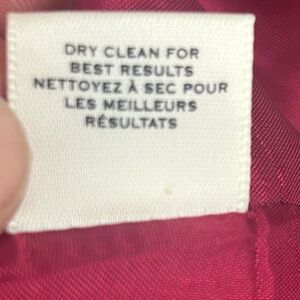 DRY CLEAN FOR
BEST RESULTS
NETTOYEZ À SEC POUR
LES MEILLEURS
RÉSULTATS